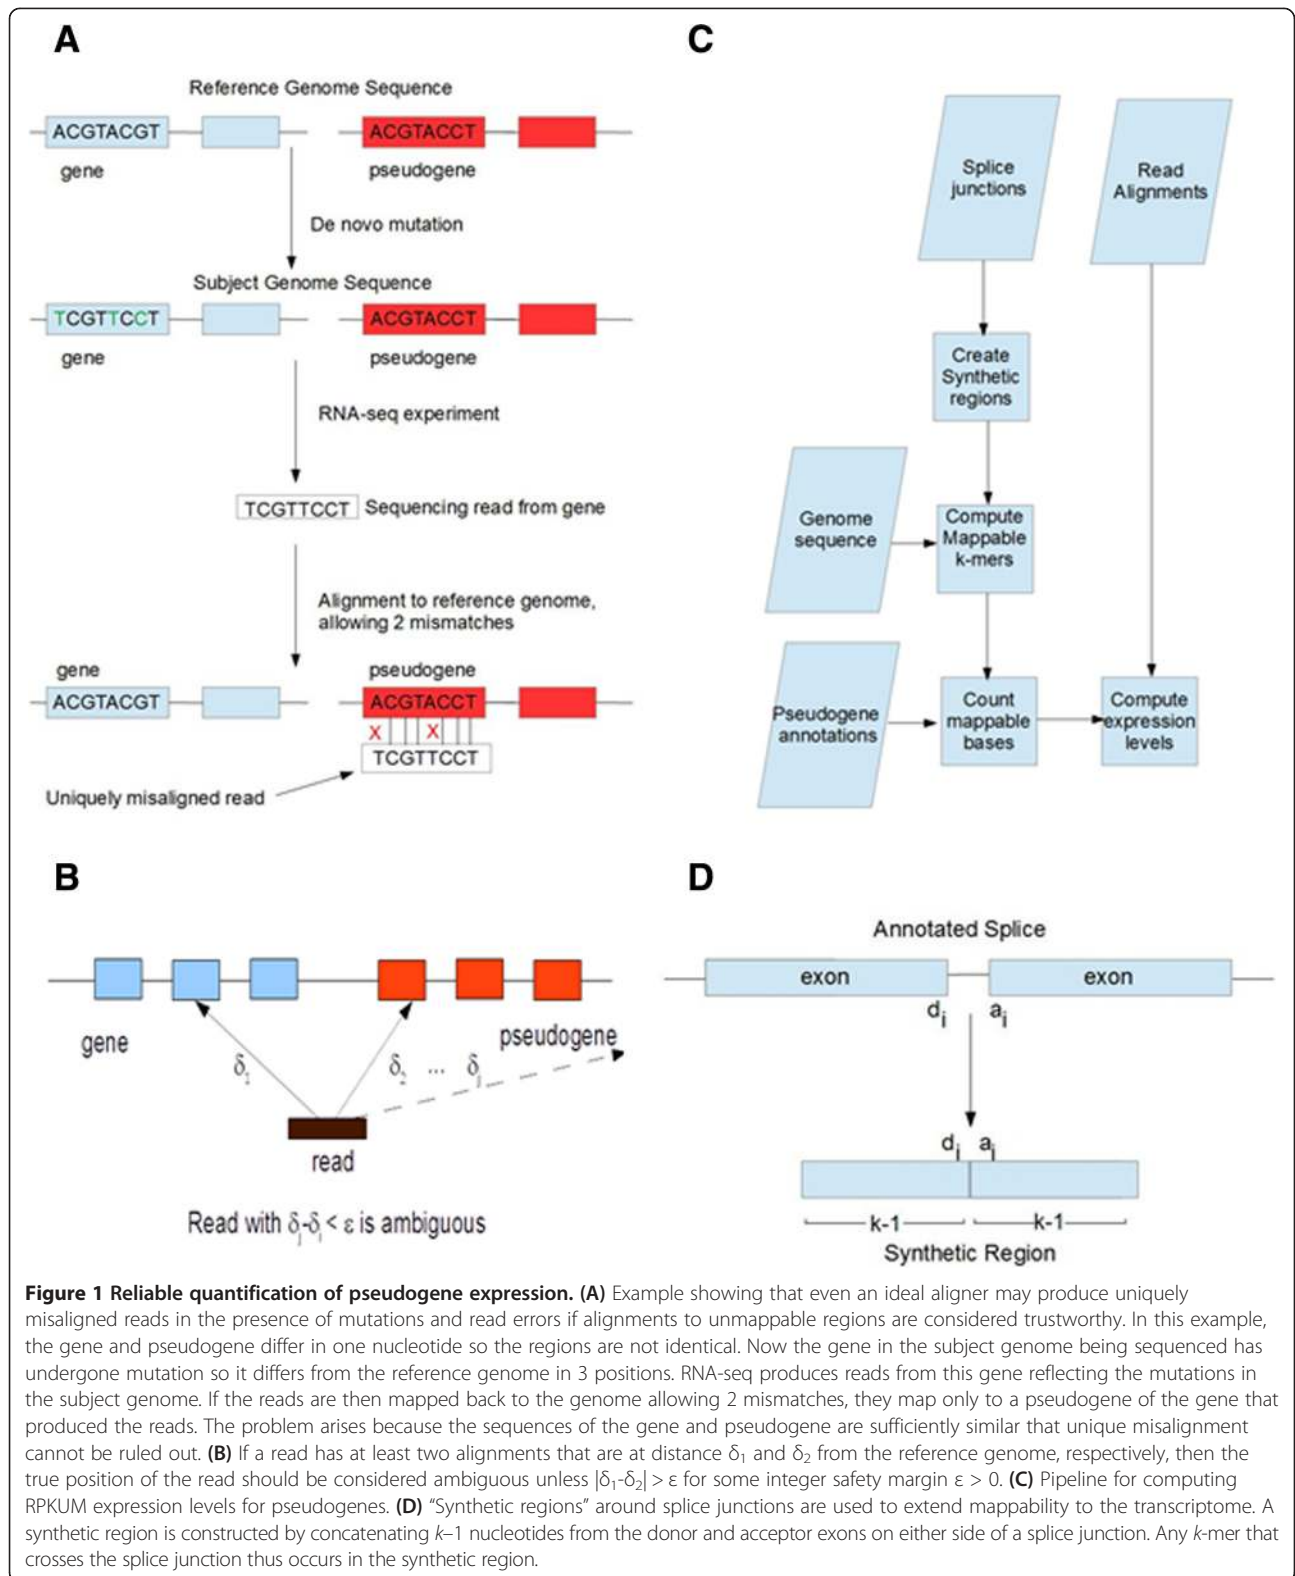 A
Reference Genome Sequence
ACGTACGT
ACGTACCT
gene
pseudogene
De novo mutation
Subject Genome Sequence
TCGTTCCT
ACGTACCT
gene
pseudogene
RNA-seq experiment
TCGTTCCT
Sequencing read from gene
Alignment to reference genome,
allowing 2 mismatches
gene
pseudogene
ACGTACGT
ACGTACCT
X
X
TCGTTCCT
Uniquely misaligned read
B
gene
pseudogene
δ1
δ2
...
δj
read
Read with δj-δi < ε is ambiguous
C
Splice
junctions
Read
Alignments
Create
Synthetic
regions
Genome
sequence
Compute
Mappable
k-mers
Pseudogene
annotations
Count
mappable
bases
Compute
expression
levels
D
Annotated Splice
exon
exon
di
ai
di
ai
k-1
k-1
Synthetic Region
Figure 1 Reliable quantification of pseudogene expression. (A) Example showing that even an ideal aligner may produce uniquely
misaligned reads in the presence of mutations and read errors if alignments to unmappable regions are considered trustworthy. In this example,
the gene and pseudogene differ in one nucleotide so the regions are not identical. Now the gene in the subject genome being sequenced has
undergone mutation so it differs from the reference genome in 3 positions. RNA-seq produces reads from this gene reflecting the mutations in
the subject genome. If the reads are then mapped back to the genome allowing 2 mismatches, they map only to a pseudogene of the gene that
produced the reads. The problem arises because the sequences of the gene and pseudogene are sufficiently similar that unique misalignment
cannot be ruled out. (B) If a read has at least two alignments that are at distance δ1 and δ2 from the reference genome, respectively, then the
true position of the read should be considered ambiguous unless |δ1-δ2| > ε for some integer safety margin ε > 0. (C) Pipeline for computing
RPKUM expression levels for pseudogenes. (D) “Synthetic regions” around splice junctions are used to extend mappability to the transcriptome. A
synthetic region is constructed by concatenating k–1 nucleotides from the donor and acceptor exons on either side of a splice junction. Any k-mer that
crosses the splice junction thus occurs in the synthetic region.